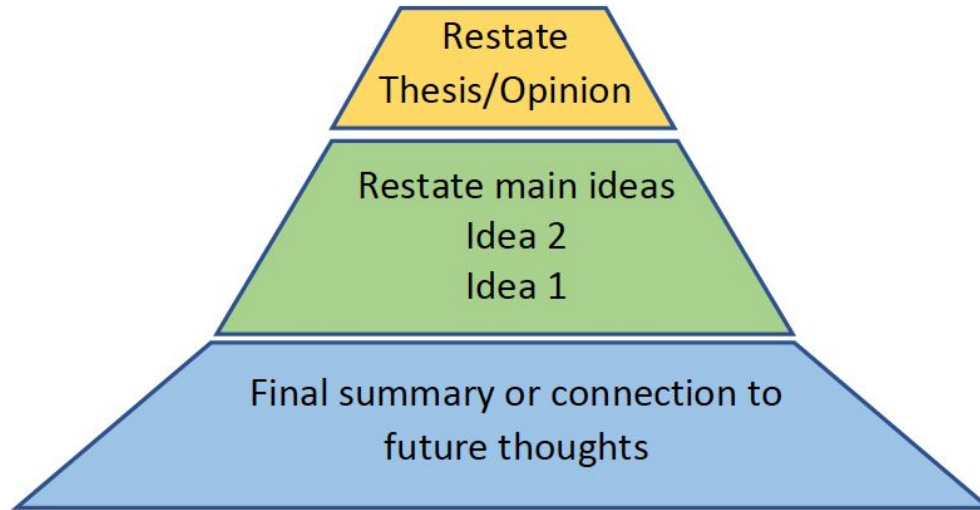 Restate
Thesis/Opinion
Restate main ideas
Idea 2
Idea 1
Final summary or connection to
future thoughts